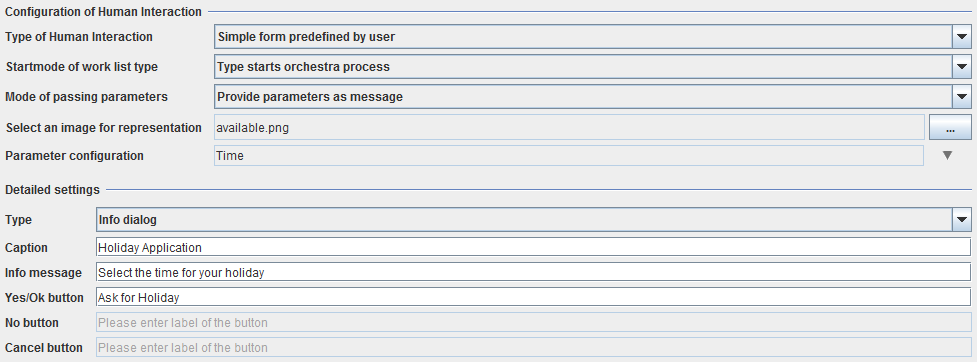 Configuration of Human Interaction
Type of Human Interaction Simple form predefined by user
Startmode of work list type Type starts orchestra process
Mode of passing parameters Provide parameters as message
Select an image for representation available.png ...
Parameter configuration Time
Detailed settings
Type Info dialog
Caption Holiday Application
Info message Select the time for your holiday
Yes/Ok button Ask for Holiday
No button Please enter label of the button
Cancel button Please enter label of the button